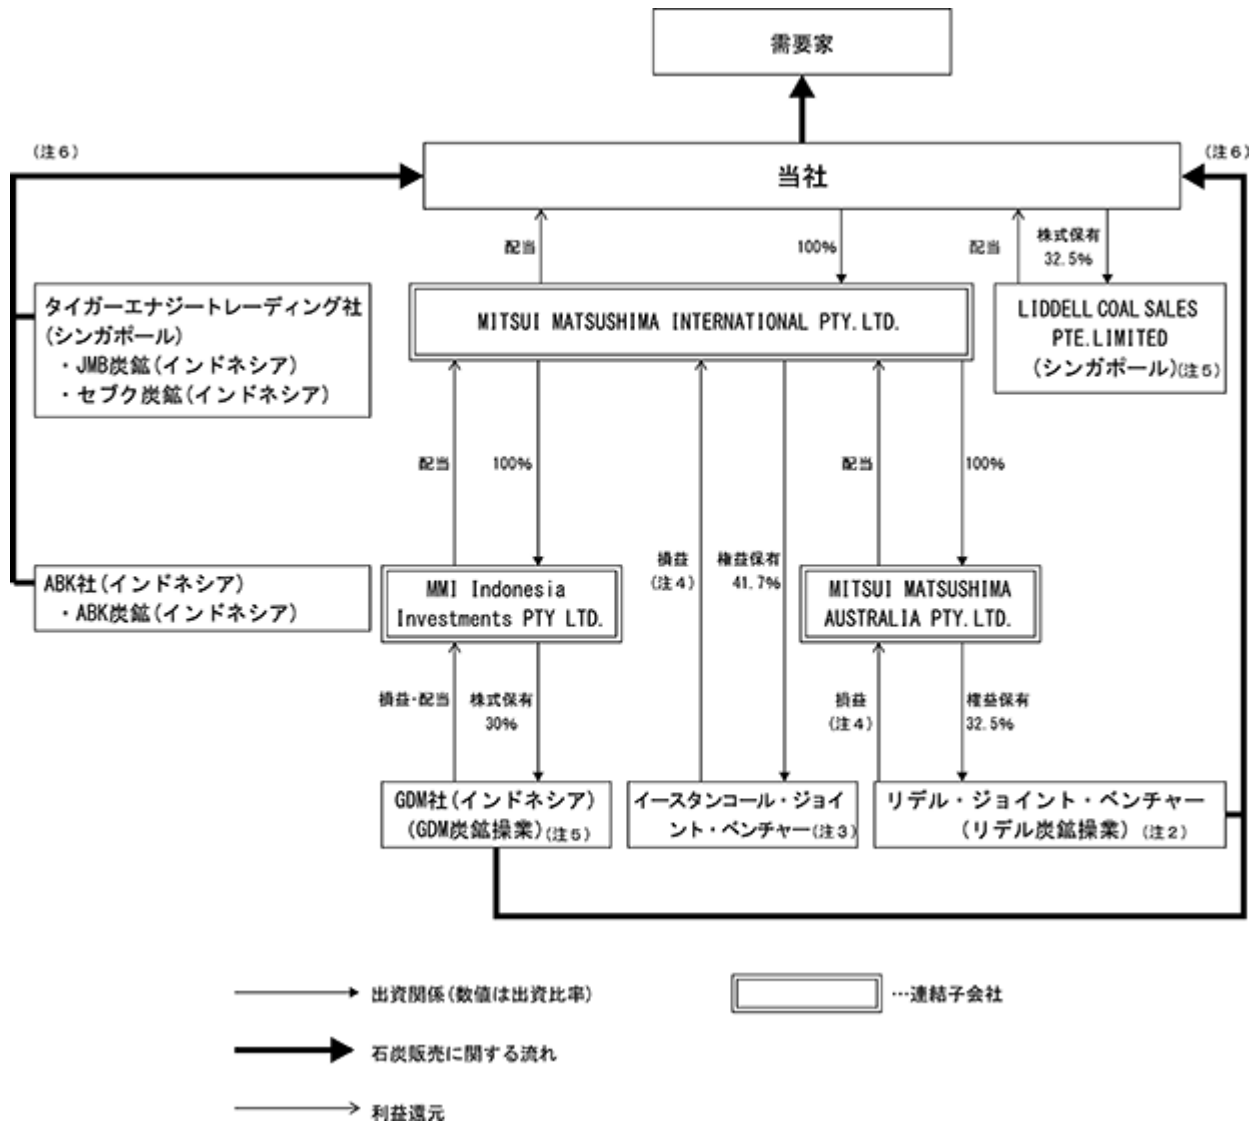 需要家
(注6)
(注6)
当社
配当
100%
配当
株式保有
32.5%
タイガーエナジートレーディング社
(シンガポール)
・JMB炭鉱(インドネシア)
・セブク炭鉱(インドネシア)
MITSUI MATSUSHIMA INTERNATIONAL PTY.LTD.
LIDDELL COAL SALES
PTE.LIMITED
(シンガポール)(注5)
配当
100%
配当
100%
損益
(注4)
権益保有
41.7%
ABK社(インドネシア)
・ABK炭鉱(インドネシア)
MMI Indonesia
Investments PTY LTD.
MITSUI MATSUSHIMA
AUSTRALIA PTY.LTD.
損益・配当
株式保有
30%
損益
(注4)
権益保有
32.5%
GDM社(インドネシア)
(GDM炭鉱操業)(注5)
イースタンコール・ジョイ
ント・ベンチャー(注3)
リデル・ジョイント・ベンチャー
(リデル炭鉱操業)(注2)
出資関係(数値は出資比率)
…連結子会社
石炭販売に関する流れ
利益還元